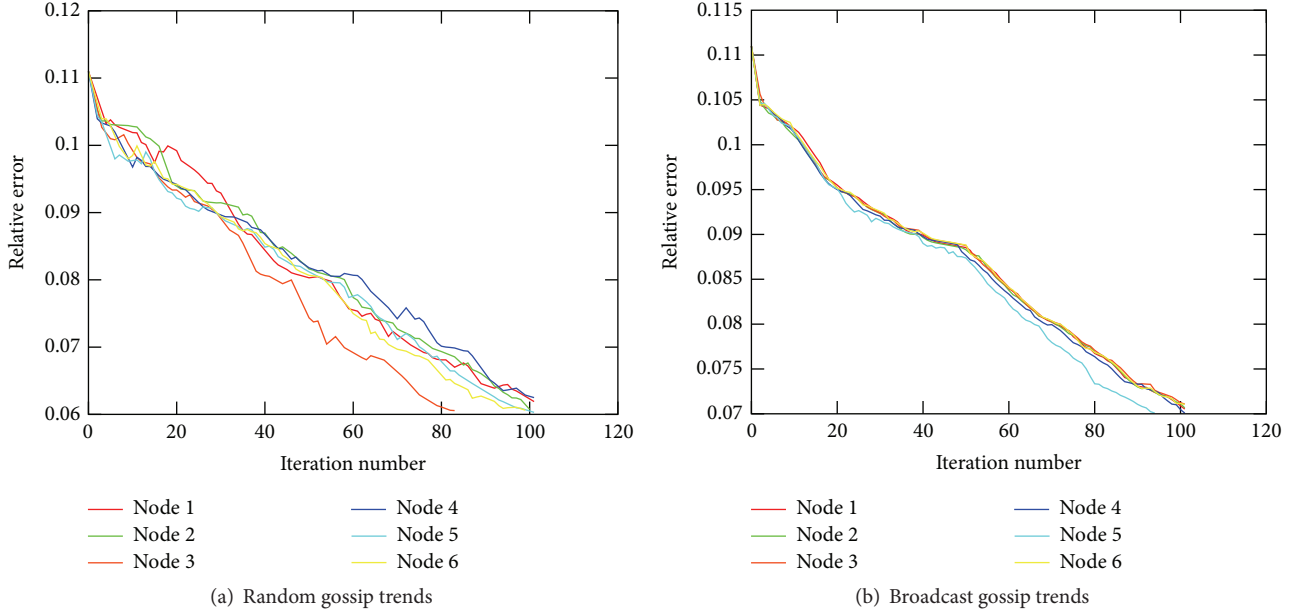 0.12
0.11
0.1
0.09
0.08
0.07
0.06
Relative error
0 20 40 60 80 100 120
Iteration number
Node 1
Node 2
Node 3
Node 4
Node 5
Node 6
(a) Random gossip trends
0.115
0.11
0.105
0.1
0.095
0.09
0.085
0.08
0.075
0.07
Relative error
0 20 40 60 80 100 120
Iteration number
Node 1
Node 2
Node 3
Node 4
Node 5
Node 6
(b) Broadcast gossip trends